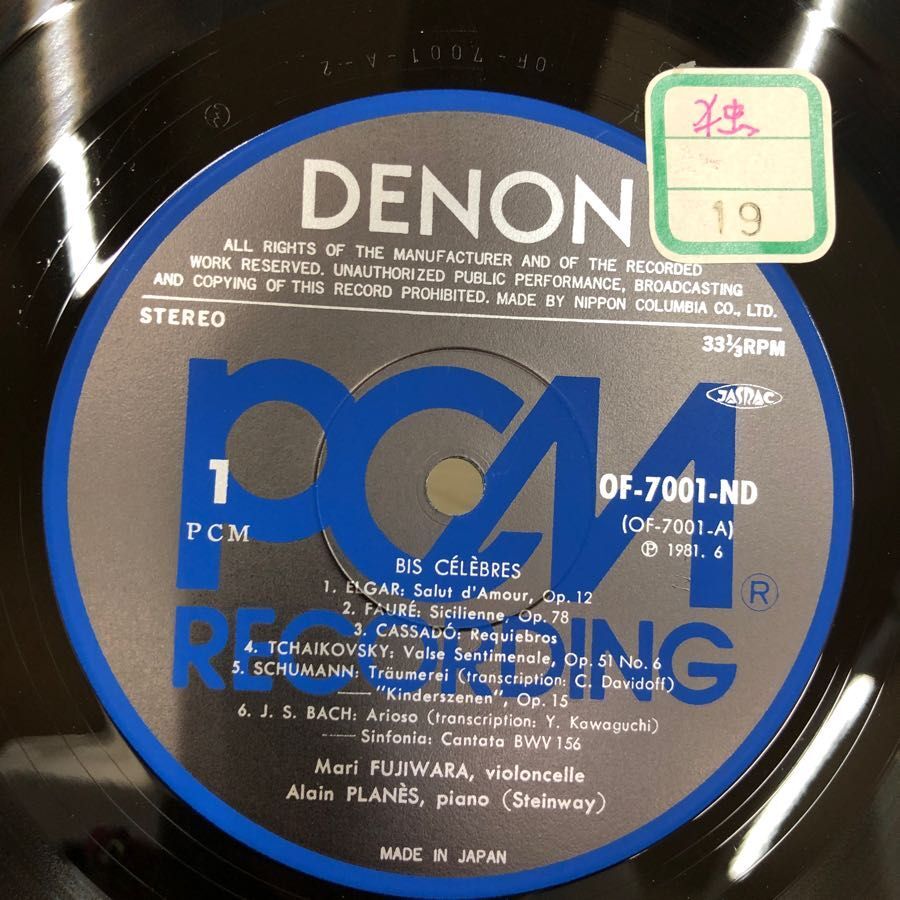 OF-7001-A-2
独
19
DENON
ALL RIGHTS OF THE MANUFACTURER AND OF THE RECORDED
WORK RESERVED. UNAUTHORIZED PUBLIC PERFORMANCE, BROADCASTING
AND COPYING OF THIS RECORD PROHIBITED. MADE BY NIPPON COLUMBIA CO., LTD.
STEREO
33⅓RPM
JASRAC
PCM
RECORDING
®
1
PCM
OF-7001-ND
(OF-7001-A)
Ⓟ 1981. 6
BIS CÉLÈBRES
1. ELGAR: Salut d'Amour, Op. 12
2. FAURÉ: Sicilienne, Op. 78
3. CASSADÓ: Requiebros
4. TCHAIKOVSKY: Valse Sentimenale, Op. 51 No. 6
5. SCHUMANN: Träumerei (transcription: C. Davidoff)
—"Kinderszenen", Op. 15—
6. J. S. BACH: Arioso (transcription: Y. Kawaguchi)
—Sinfonia: Cantata BWV 156
Mari FUJIWARA, violoncelle
Alain PLANÈS, piano (Steinway)
MADE IN JAPAN